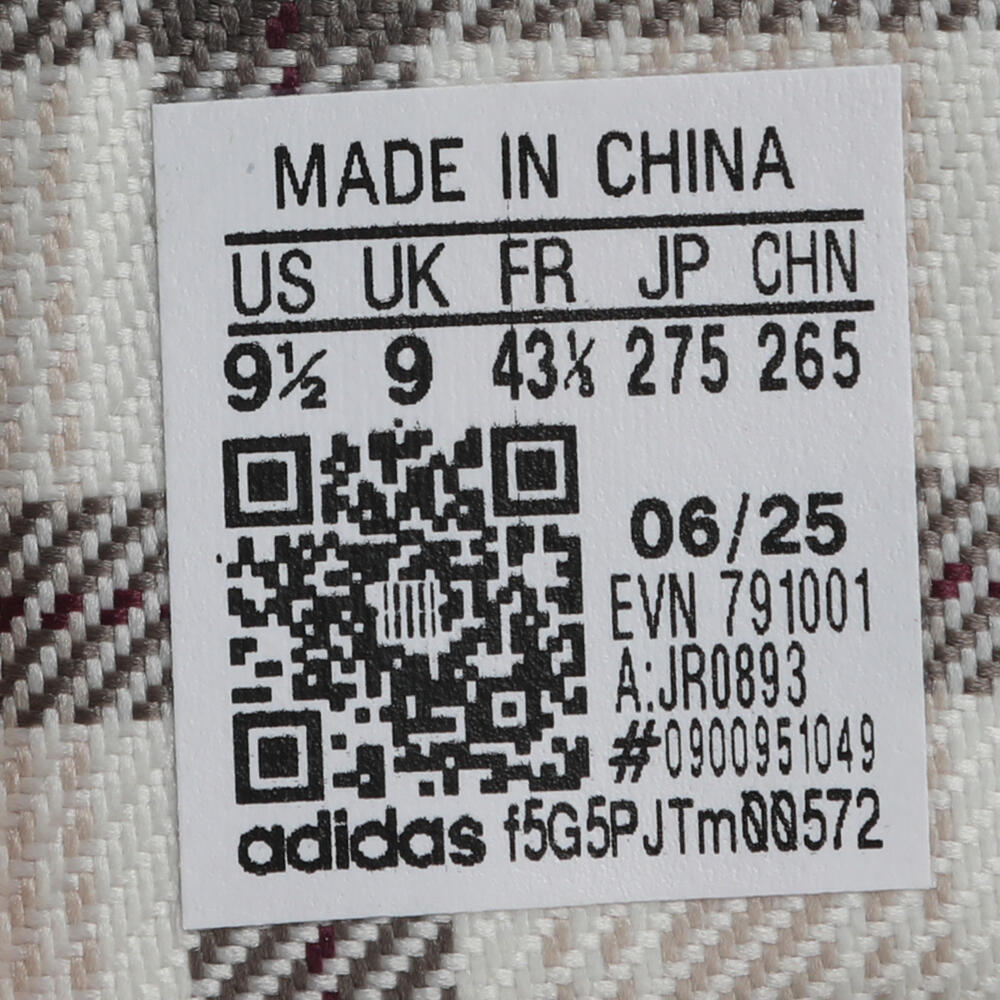 MADE IN CHINA
US UK FR JP CHN
9½ 9 43⅓ 275 265
06/25
EVN 791001
A:JR0893
#0900951049
adidas f5G5PJTm00572